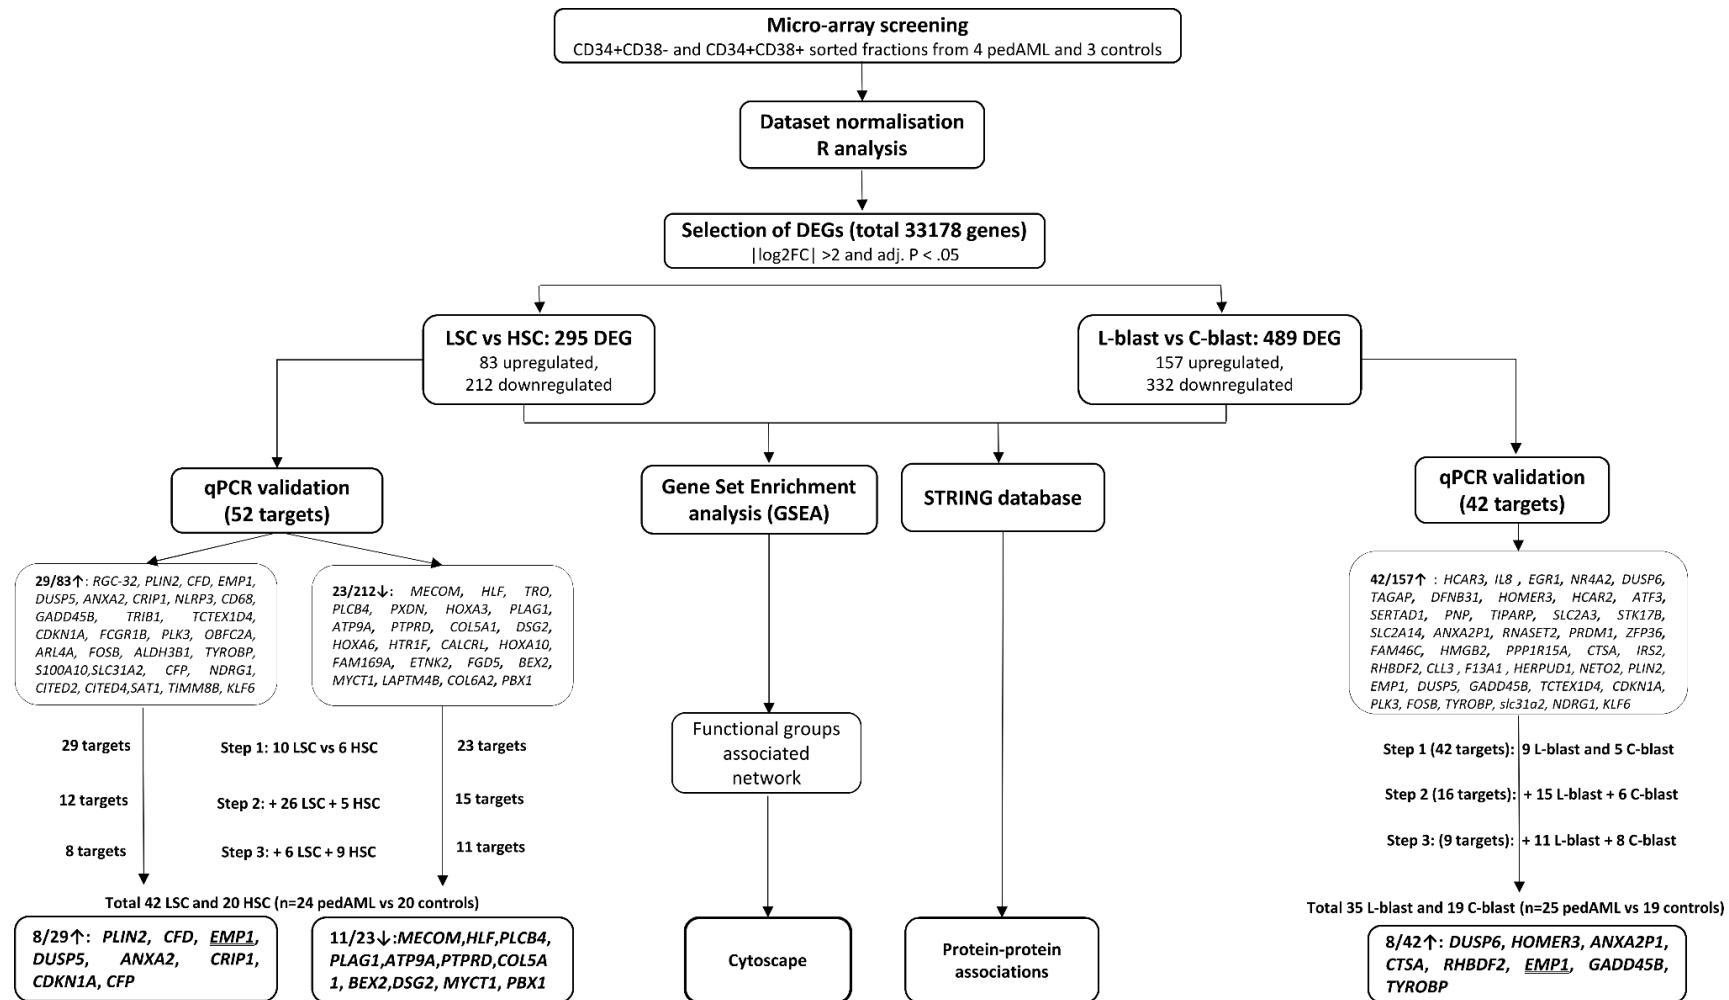 Micro-array screening
CD34+CD38- and CD34+CD38+ sorted fractions from 4 pedAML and 3 controls
Dataset normalisation
R analysis
Selection of DEGs (total 33178 genes)
|log2FC| >2 and adj. P < .05
LSC vs HSC: 295 DEG
83 upregulated,
212 downregulated
L-blast vs C-blast: 489 DEG
157 upregulated,
332 downregulated
qPCR validation
(52 targets)
Gene Set Enrichment
analysis (GSEA)
STRING database
qPCR validation
(42 targets)
29/83↑: RGC-32, PLIN2, CFD, EMP1,
DUSP5, ANXA2, CRIP1, NLRP3, CD68,
GADD45B, TRIB1, TCTEX1D4,
CDKN1A, FCGR1B, PLK3, OBFC2A,
ARL4A, FOSB, ALDH3B1, TYROBP,
S100A10,SLC31A2, CFP, NDRG1,
CITED2, CITED4,SAT1, TIMM8B, KLF6
23/212↓: MECOM, HLF, TRO,
PLCB4, PXDN, HOXA3, PLAG1,
ATP9A, PTPRD, COL5A1, DSG2,
HOXA6, HTR1F, CALCRL, HOXA10,
FAM169A, ETNK2, FGD5, BEX2,
MYCT1, LAPTM4B, COL6A2, PBX1
42/157↑ : HCAR3, IL8 , EGR1, NR4A2, DUSP6,
TAGAP, DFNB31, HOMER3, HCAR2, ATF3,
SERTAD1, PNP, TIPARP, SLC2A3, STK17B,
SLC2A14, ANXA2P1, RNASET2, PRDM1, ZFP36,
FAM46C, HMGB2, PPP1R15A, CTSA, IRS2,
RHBDF2, CLL3 , F13A1 , HERPUD1, NETO2, PLIN2,
EMP1, DUSP5, GADD45B, TCTEX1D4, CDKN1A,
PLK3, FOSB, TYROBP, slc31a2, NDRG1, KLF6
29 targets
Step 1: 10 LSC vs 6 HSC
23 targets
12 targets
Step 2: + 26 LSC + 5 HSC
15 targets
8 targets
Step 3: + 6 LSC + 9 HSC
11 targets
Functional groups
associated
network
Step 1 (42 targets): 9 L-blast and 5 C-blast
Step 2 (16 targets): + 15 L-blast + 6 C-blast
Step 3: (9 targets): + 11 L-blast + 8 C-blast
Total 42 LSC and 20 HSC (n=24 pedAML vs 20 controls)
Total 35 L-blast and 19 C-blast (n=25 pedAML vs 19 controls)
8/29↑: PLIN2, CFD, EMP1,
DUSP5, ANXA2, CRIP1,
CDKN1A, CFP
11/23↓:MECOM,HLF,PLCB4,
PLAG1,ATP9A,PTPRD,COL5A
1, BEX2,DSG2, MYCT1, PBX1
Cytoscape
Protein-protein
associations
8/42↑: DUSP6, HOMER3, ANXA2P1,
CTSA, RHBDF2, EMP1, GADD45B,
TYROBP